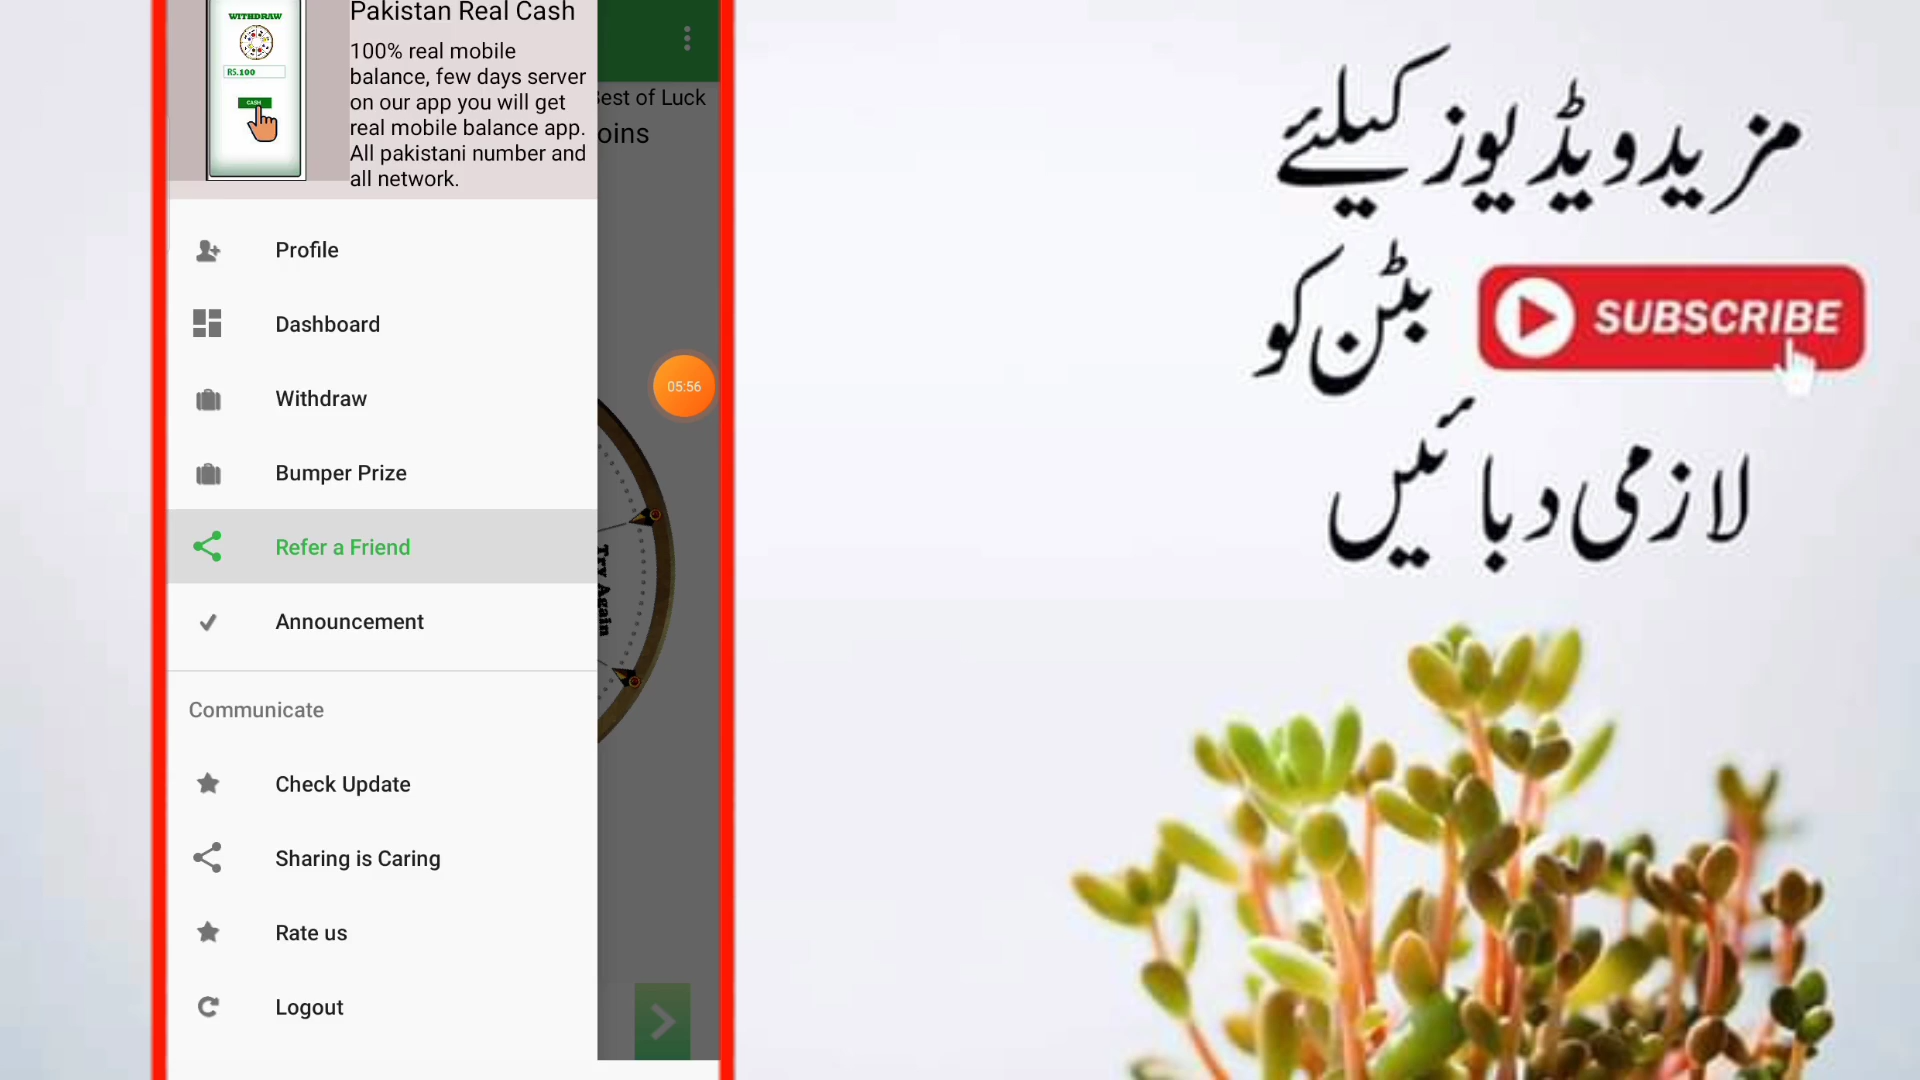 WITHDRAW
RS.100
CASH
Pakistan Real Cash
100% real mobile
balance, few days server
on our app you will get
real mobile balance app.
All pakistani number and
all network.
Best of Luck
oins
Profile
Dashboard
Withdraw
Bumper Prize
Refer a Friend
Announcement
Communicate
Check Update
Sharing is Caring
Rate us
Logout
05:56
Try Again
مزید ویڈیوز کیلئے
SUBSCRIBE بٹن کو
لازمی دبائیں